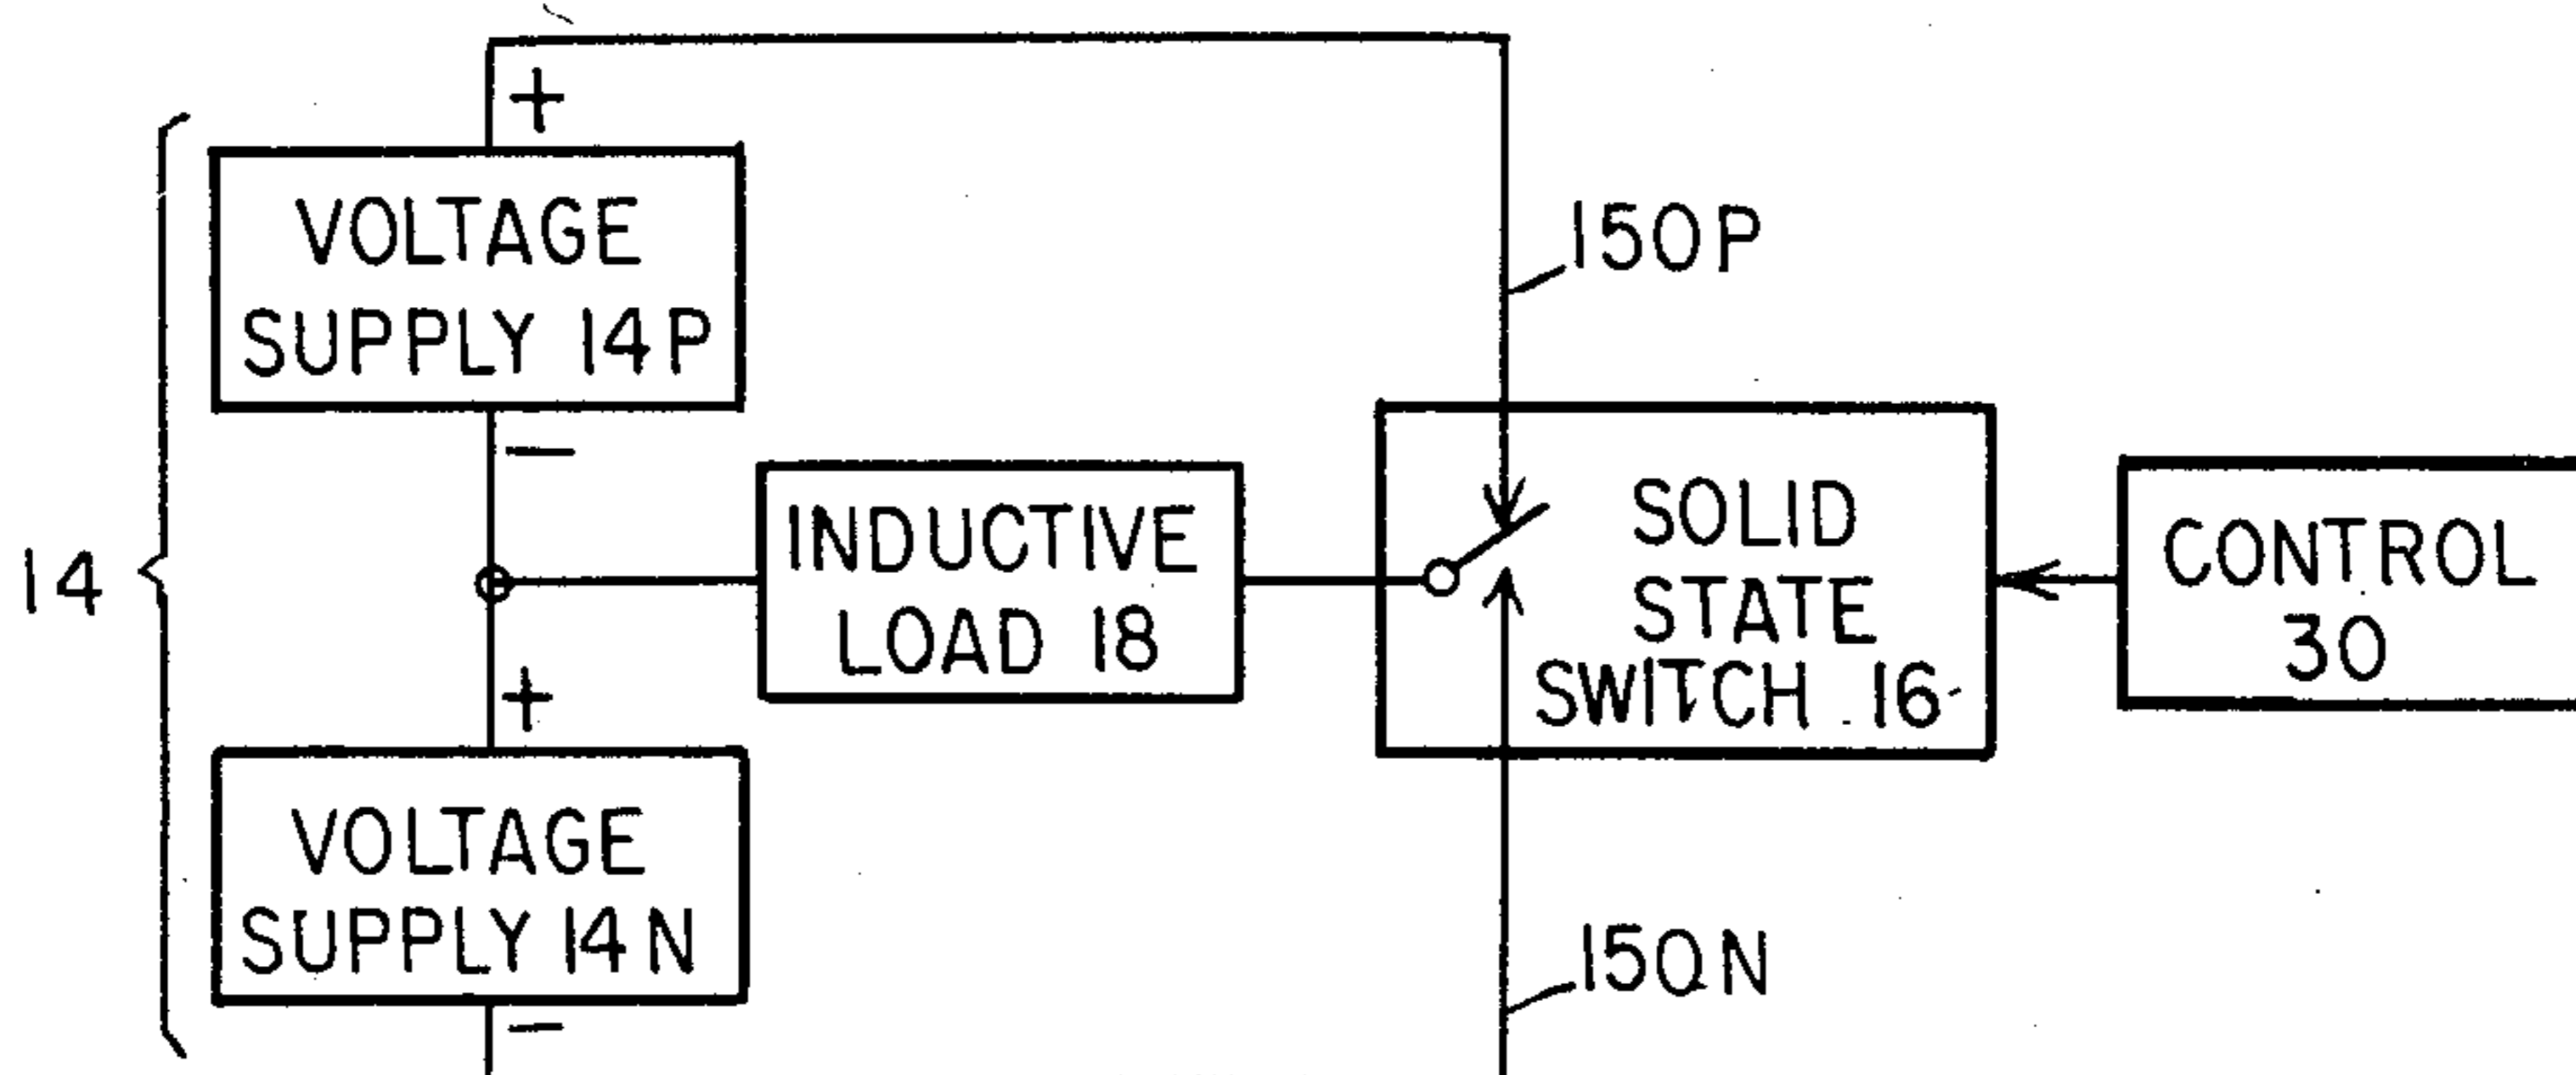 +
VOLTAGE
SUPPLY 14P
150P
−
14
INDUCTIVE
LOAD 18
SOLID
STATE
SWITCH 16
CONTROL
30
+
VOLTAGE
SUPPLY 14N
150N
−